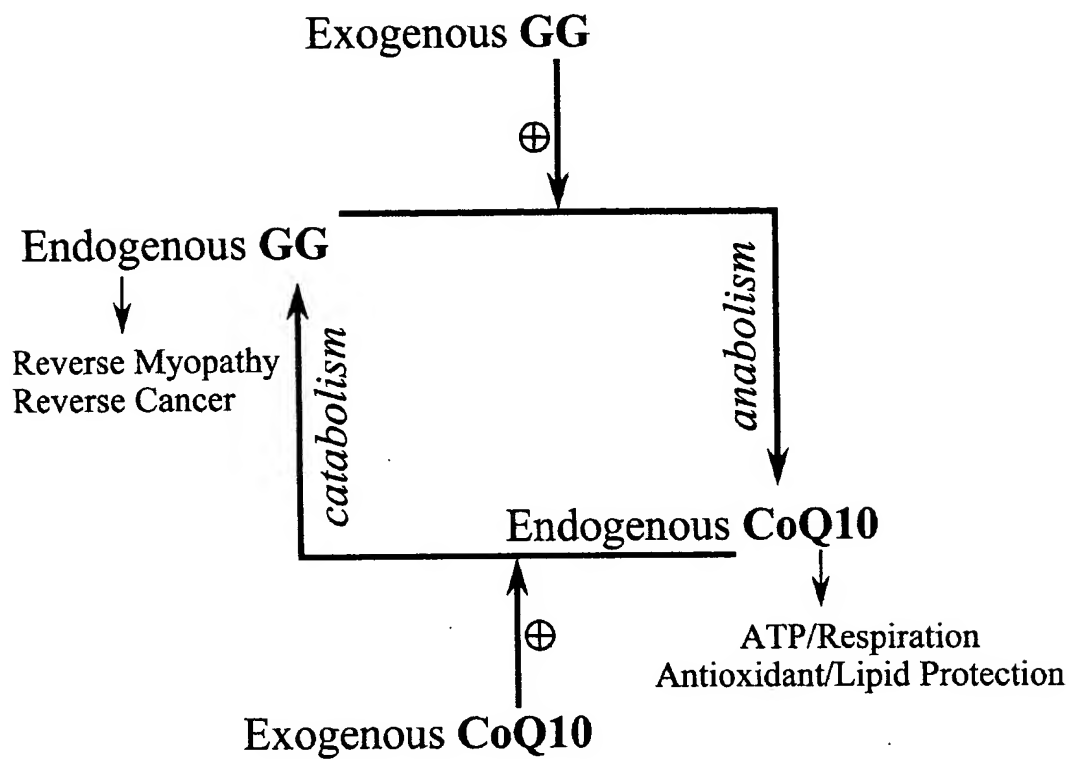 Exogenous GG
⊕
Endogenous GG
Reverse Myopathy
Reverse Cancer
catabolism
anabolism
Endogenous CoQ10
ATP/Respiration
Antioxidant/Lipid Protection
⊕
Exogenous CoQ10